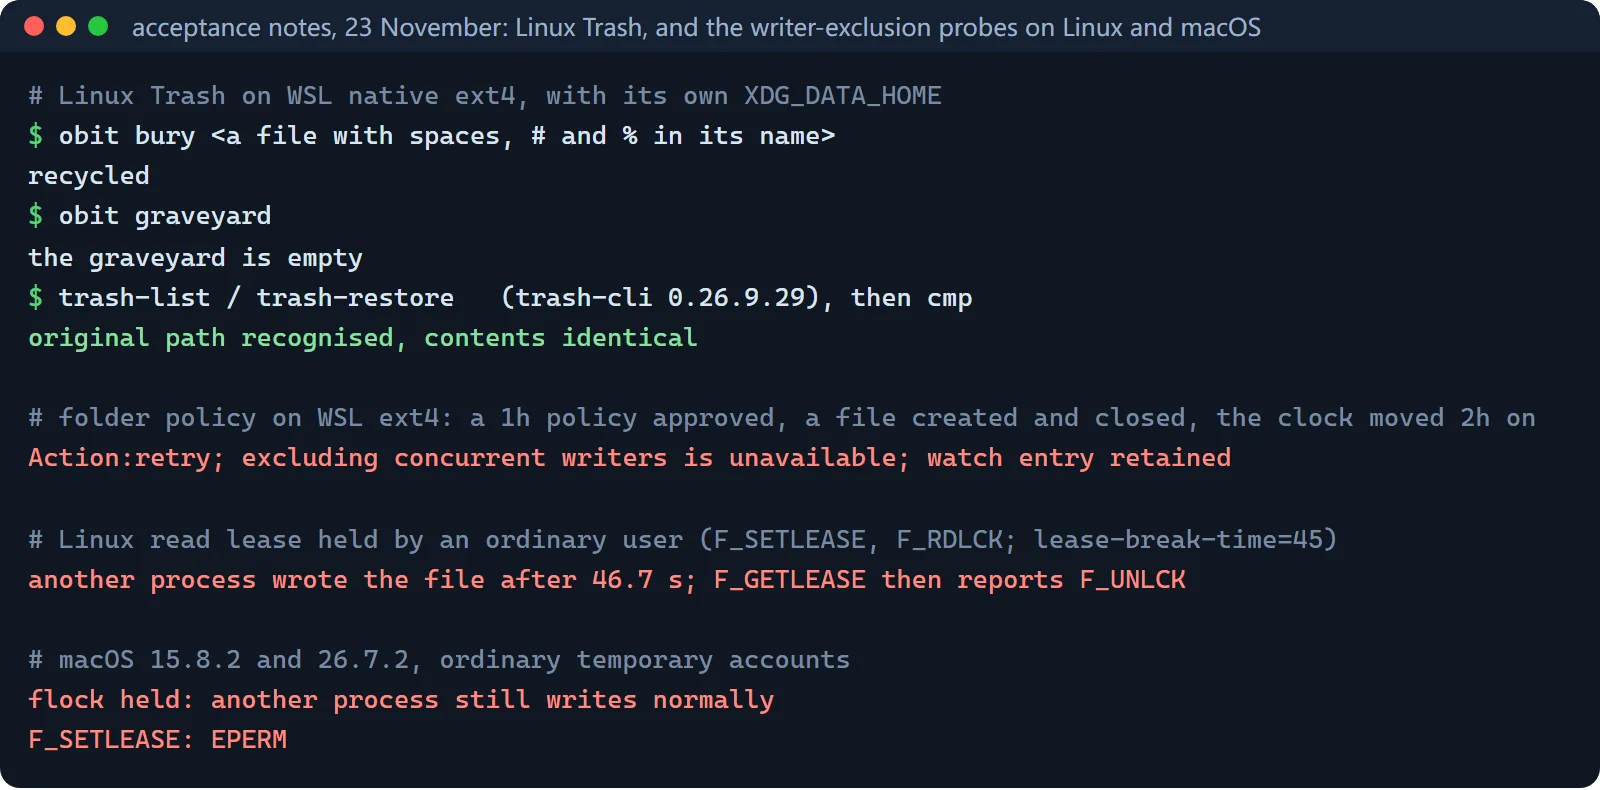 acceptance notes, 23 November: Linux Trash, and the writer-exclusion probes on Linux and macOS
# Linux Trash on WSL native ext4, with its own XDG_DATA_HOME
$ obit bury <a file with spaces, # and % in its name>
recycled
$ obit graveyard
the graveyard is empty
$ trash-list / trash-restore   (trash-cli 0.26.9.29), then cmp
original path recognised, contents identical
# folder policy on WSL ext4: a 1h policy approved, a file created and closed, the clock moved 2h on
Action:retry; excluding concurrent writers is unavailable; watch entry retained
# Linux read lease held by an ordinary user (F_SETLEASE, F_RDLCK; lease-break-time=45)
another process wrote the file after 46.7 s; F_GETLEASE then reports F_UNLCK
# macOS 15.8.2 and 26.7.2, ordinary temporary accounts
flock held: another process still writes normally
F_SETLEASE: EPERM